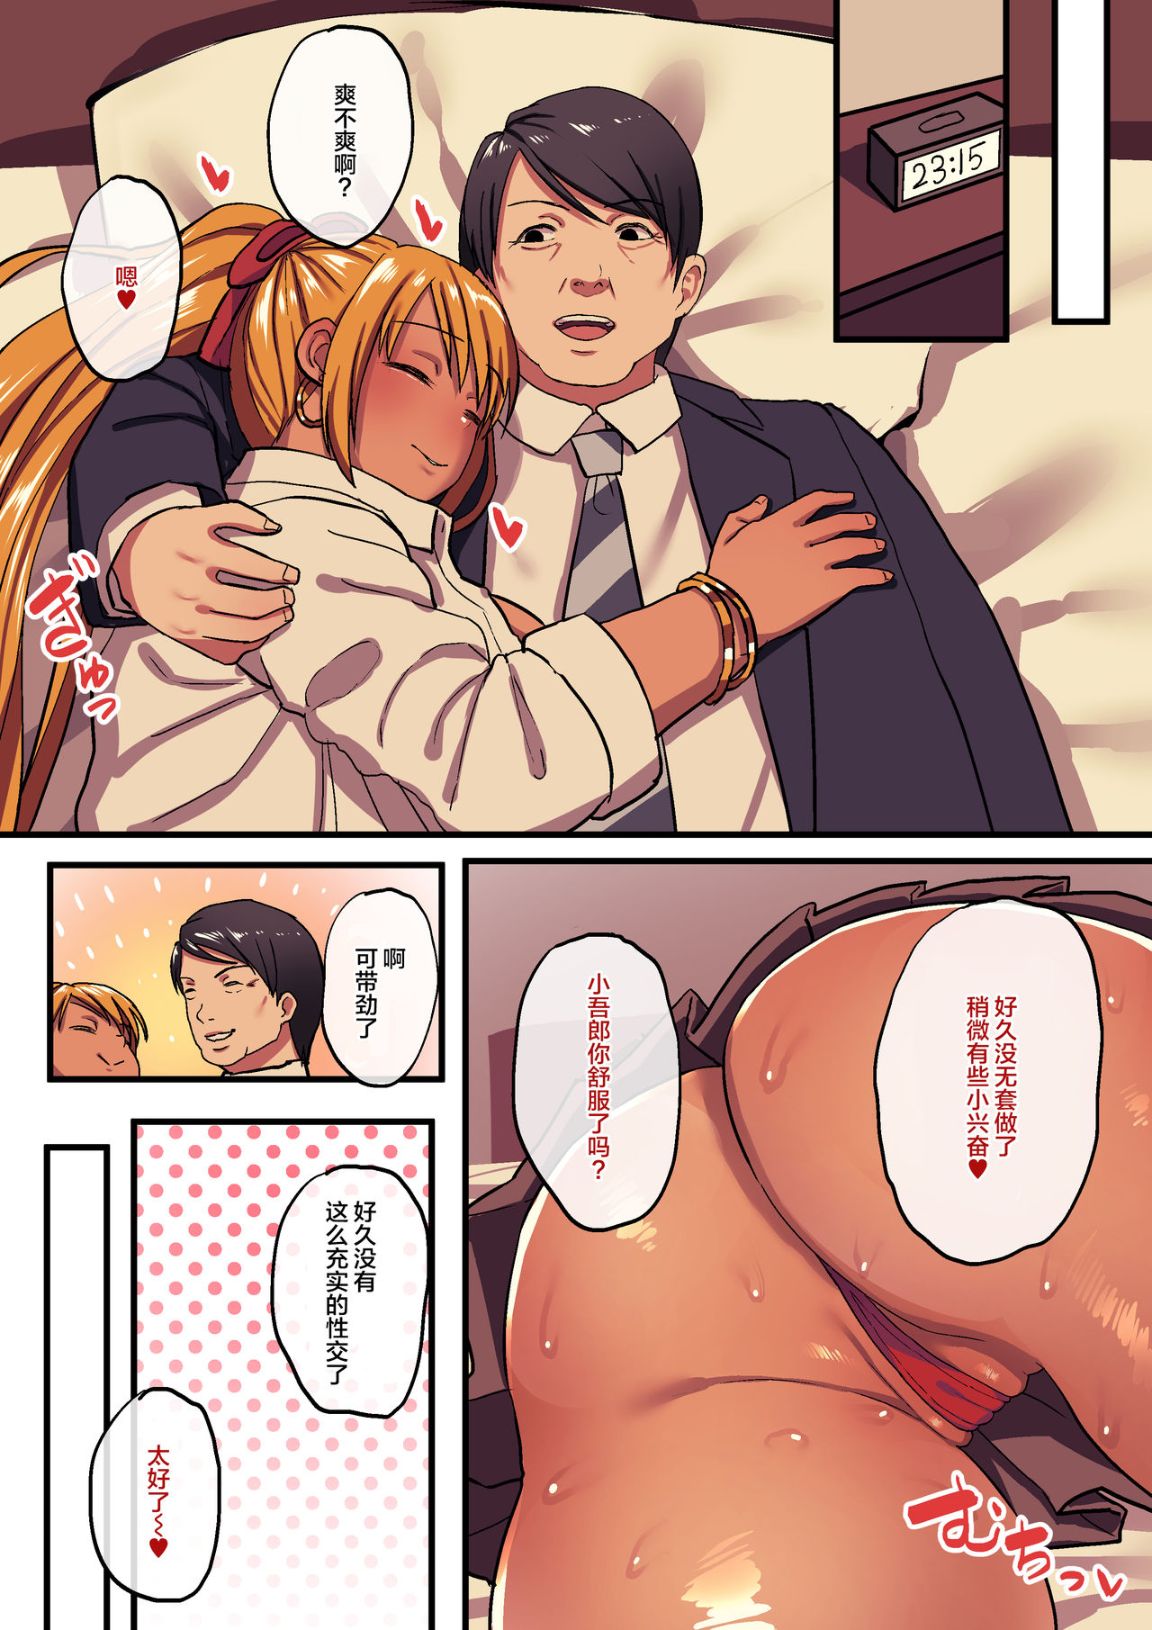 23:15
爽不爽啊？
嗯♥
ぎゅっ
好久没无套做了
稍微有些小兴奋♥
小吾郎你舒服了吗？
むちっ
啊
可带劲了
好久没有
这么充实的性交了
太好了～♥